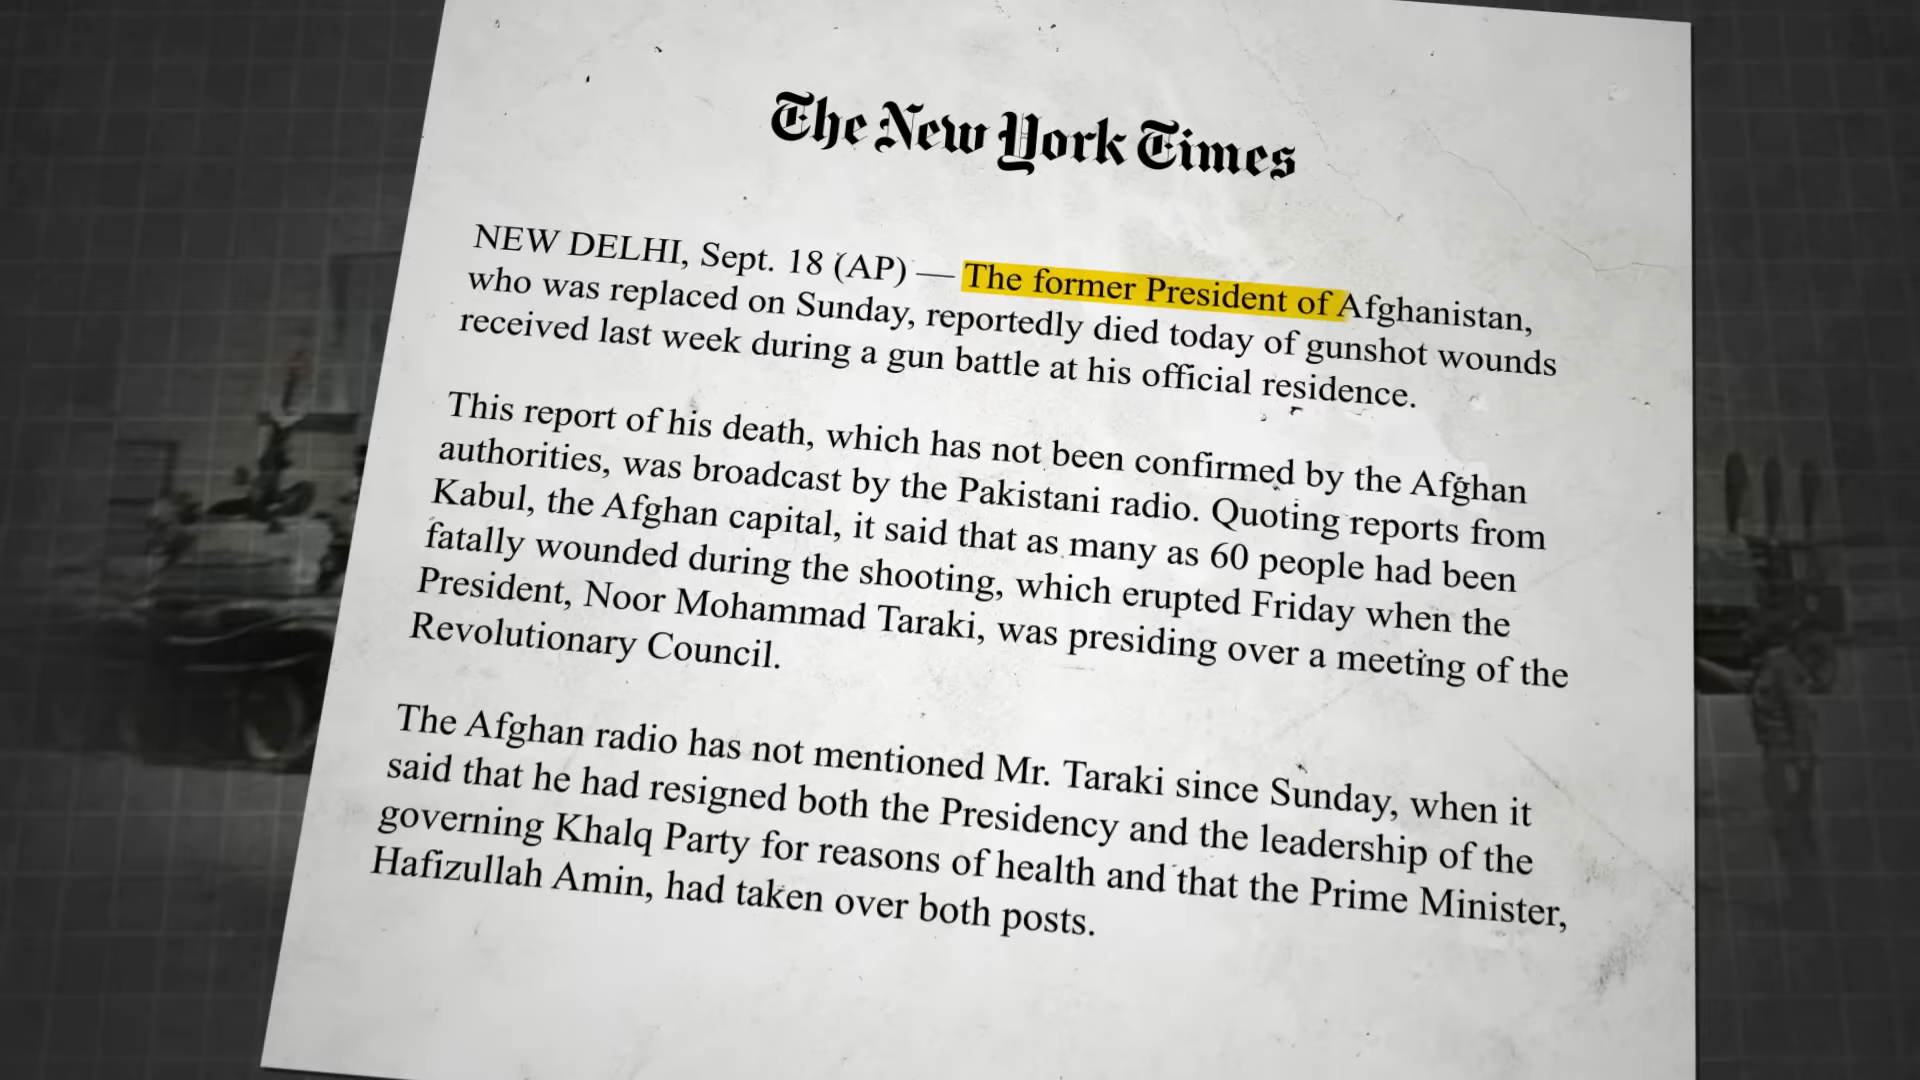 The New York Times
NEW DELHI, Sept. 18 (AP) — The former President of Afghanistan,
who was replaced on Sunday, reportedly died today of gunshot wounds
received last week during a gun battle at his official residence.
This report of his death, which has not been confirmed by the Afghan
authorities, was broadcast by the Pakistani radio. Quoting reports from
Kabul, the Afghan capital, it said that as many as 60 people had been
fatally wounded during the shooting, which erupted Friday when the
President, Noor Mohammad Taraki, was presiding over a meeting of the
Revolutionary Council.
The Afghan radio has not mentioned Mr. Taraki since Sunday, when it
said that he had resigned both the Presidency and the leadership of the
governing Khalq Party for reasons of health and that the Prime Minister,
Hafizullah Amin, had taken over both posts.